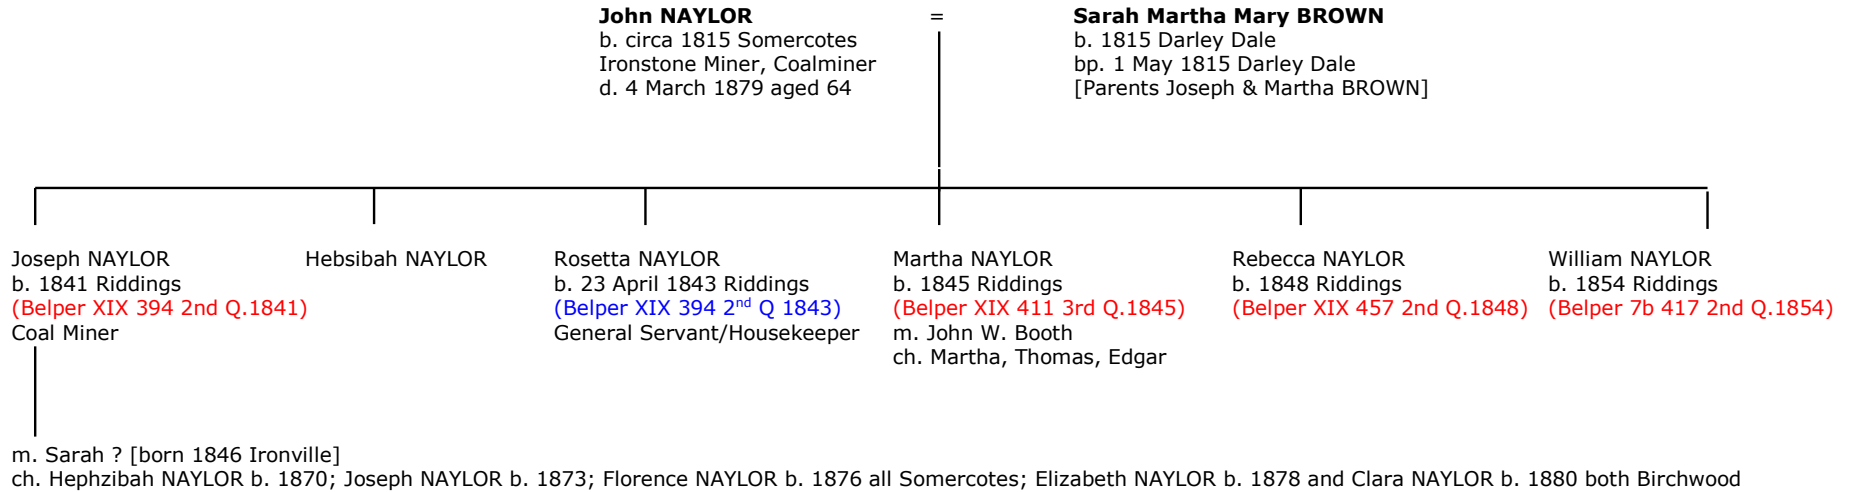 John NAYLOR = Sarah Martha Mary BROWN
b. circa 1815 Somercotes
Ironstone Miner, Coalminer
d. 4 March 1879 aged 64
b. 1815 Darley Dale
bp. 1 May 1815 Darley Dale
[Parents Joseph & Martha BROWN]
Joseph NAYLOR
b. 1841 Riddings
(Belper XIX 394 2nd Q.1841)
Coal Miner
Hebsibah NAYLOR
Rosetta NAYLOR
b. 23 April 1843 Riddings
(Belper XIX 394 2nd Q 1843)
General Servant/Housekeeper
Martha NAYLOR
b. 1845 Riddings
(Belper XIX 411 3rd Q.1845)
m. John W. Booth
ch. Martha, Thomas, Edgar
Rebecca NAYLOR
b. 1848 Riddings
(Belper XIX 457 2nd Q.1848)
William NAYLOR
b. 1854 Riddings
(Belper 7b 417 2nd Q.1854)
m. Sarah ? [born 1846 Ironville]
ch. Hephzibah NAYLOR b. 1870; Joseph NAYLOR b. 1873; Florence NAYLOR b. 1876 all Somercotes; Elizabeth NAYLOR b. 1878 and Clara NAYLOR b. 1880 both Birchwood